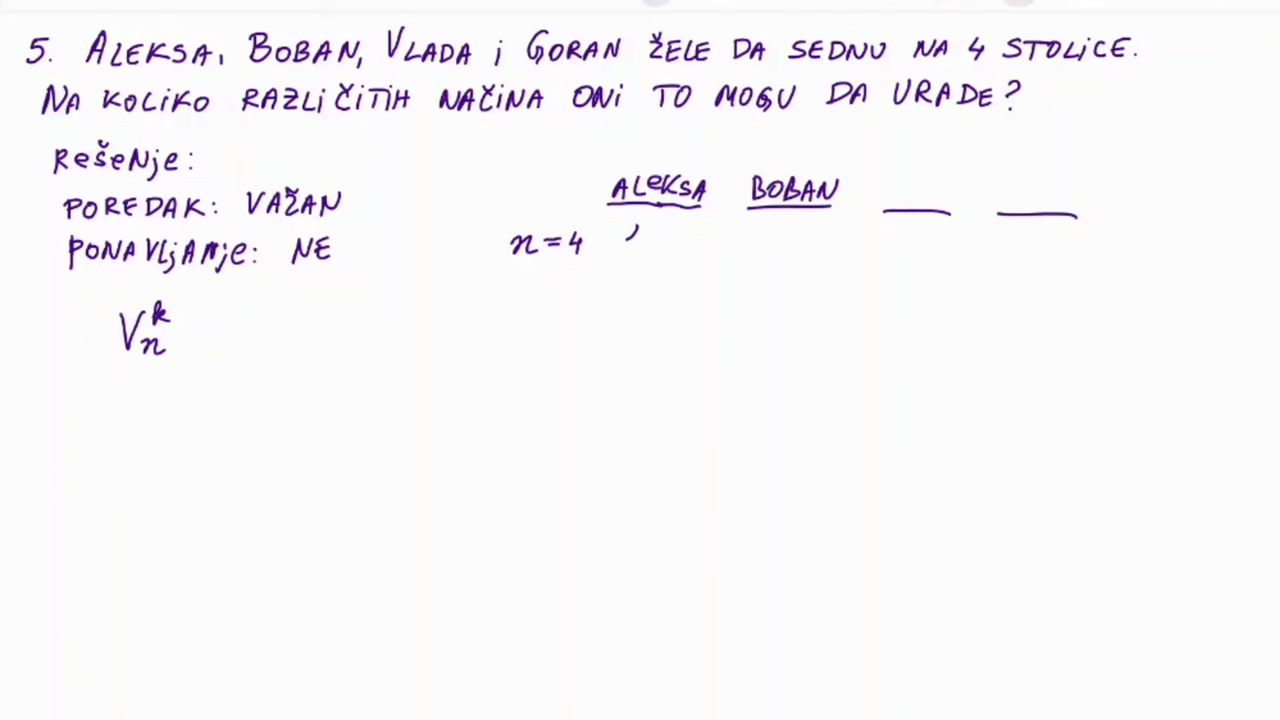 5. ALEKSA, BOBAN, VLADA i GORAN ŽELE DA SEDNU NA 4 STOLICE.
NA KOLIKO RAZLIČITIH NAČINA ONI TO MOGU DA URADE?
REŠENJE:
POREDAK: VAŽAN
PONAVLJANJE: NE
ALEKSA BOBAN
n=4,
V_n^k